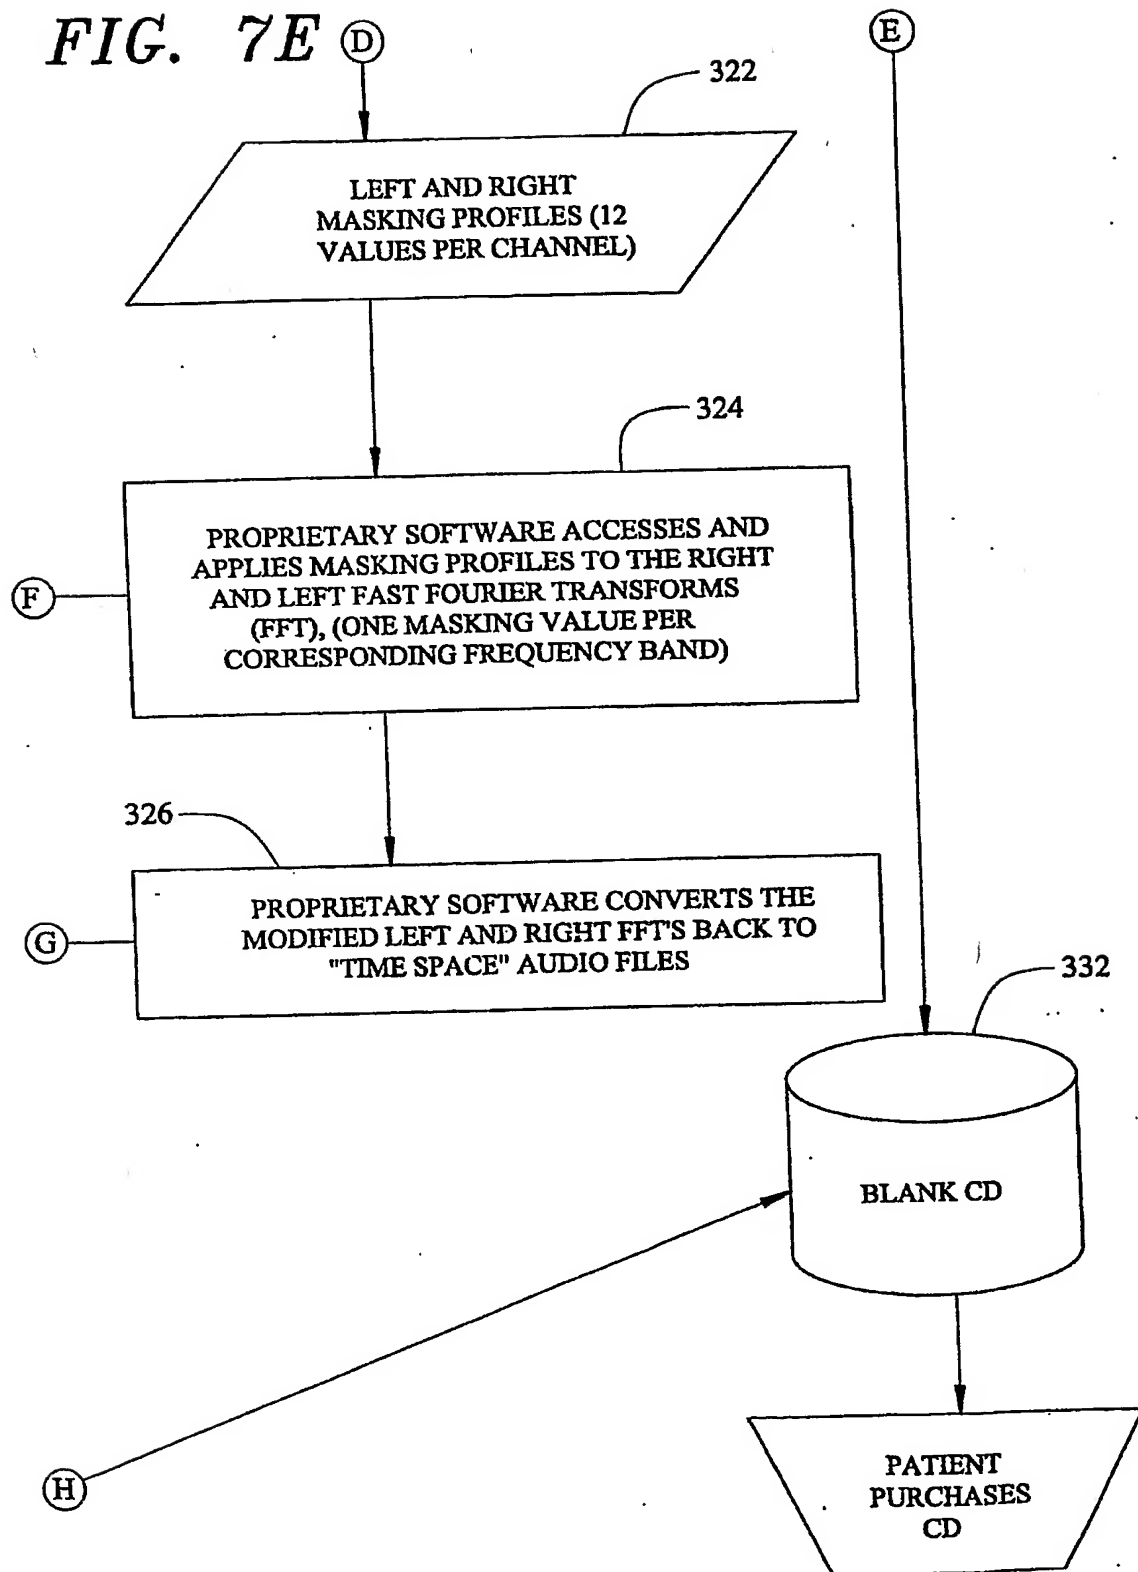 FIG. 7E
D
E
322
LEFT AND RIGHT
MASKING PROFILES (12
VALUES PER CHANNEL)
324
PROPRIETARY SOFTWARE ACCESSES AND
APPLIES MASKING PROFILES TO THE RIGHT
AND LEFT FAST FOURIER TRANSFORMS
(FFT), (ONE MASKING VALUE PER
CORRESPONDING FREQUENCY BAND)
F
326
PROPRIETARY SOFTWARE CONVERTS THE
MODIFIED LEFT AND RIGHT FFT'S BACK TO
"TIME SPACE" AUDIO FILES
G
332
BLANK CD
H
PATIENT
PURCHASES
CD